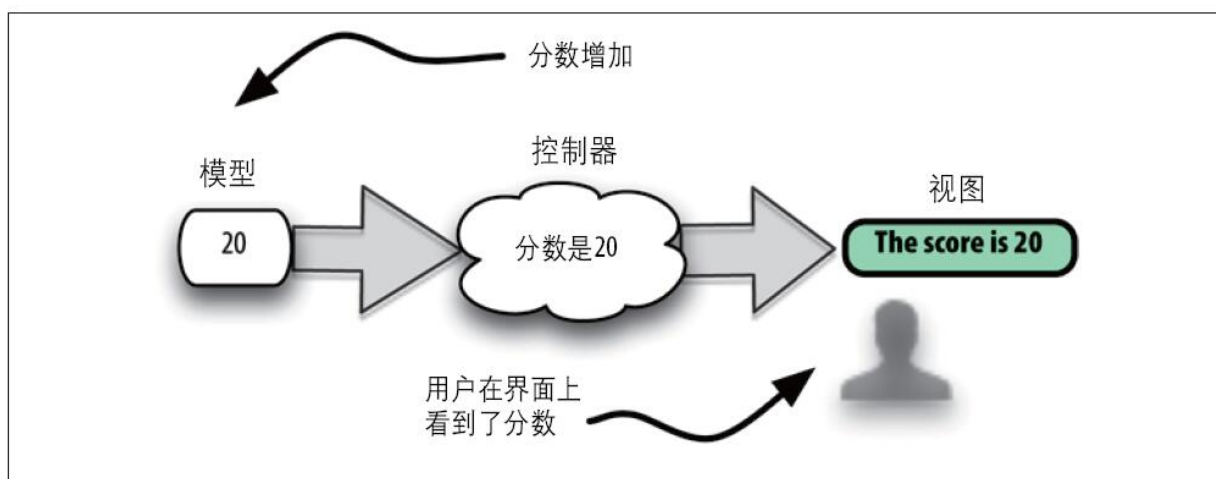 分数增加
控制器
模型
视图
20
分数是20
The score is 20
用户在界面上
看到了分数